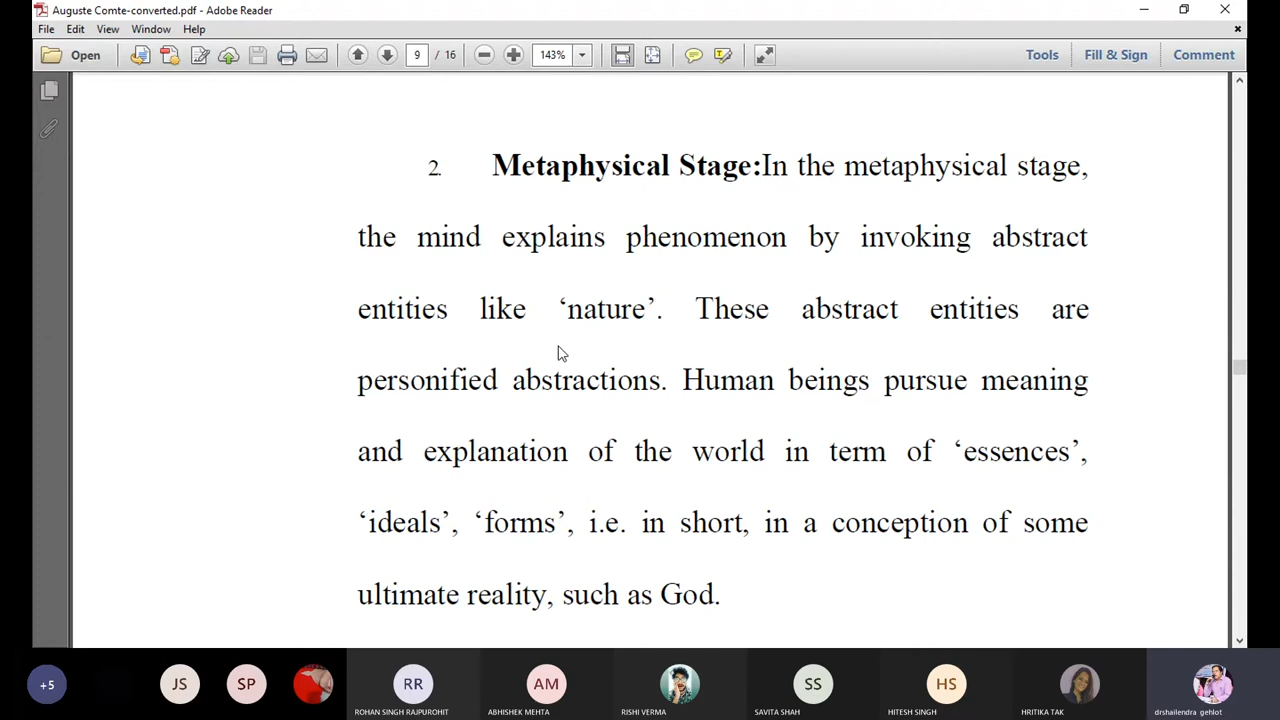 Auguste Comte-converted.pdf - Adobe Reader
File Edit View Window Help
Open 9 / 16 143% Tools Fill & Sign Comment
2. Metaphysical Stage:In the metaphysical stage,
the mind explains phenomenon by invoking abstract
entities like ‘nature’. These abstract entities are
personified abstractions. Human beings pursue meaning
and explanation of the world in term of ‘essences’,
‘ideals’, ‘forms’, i.e. in short, in a conception of some
ultimate reality, such as God.
+5 JS SP RR AM SS HS
ROHAN SINGH RAJPUROHIT ABHISHEK MEHTA RISHI VERMA SAVITA SHAH HITESH SINGH HRITIKA TAK drshailendra gehlot